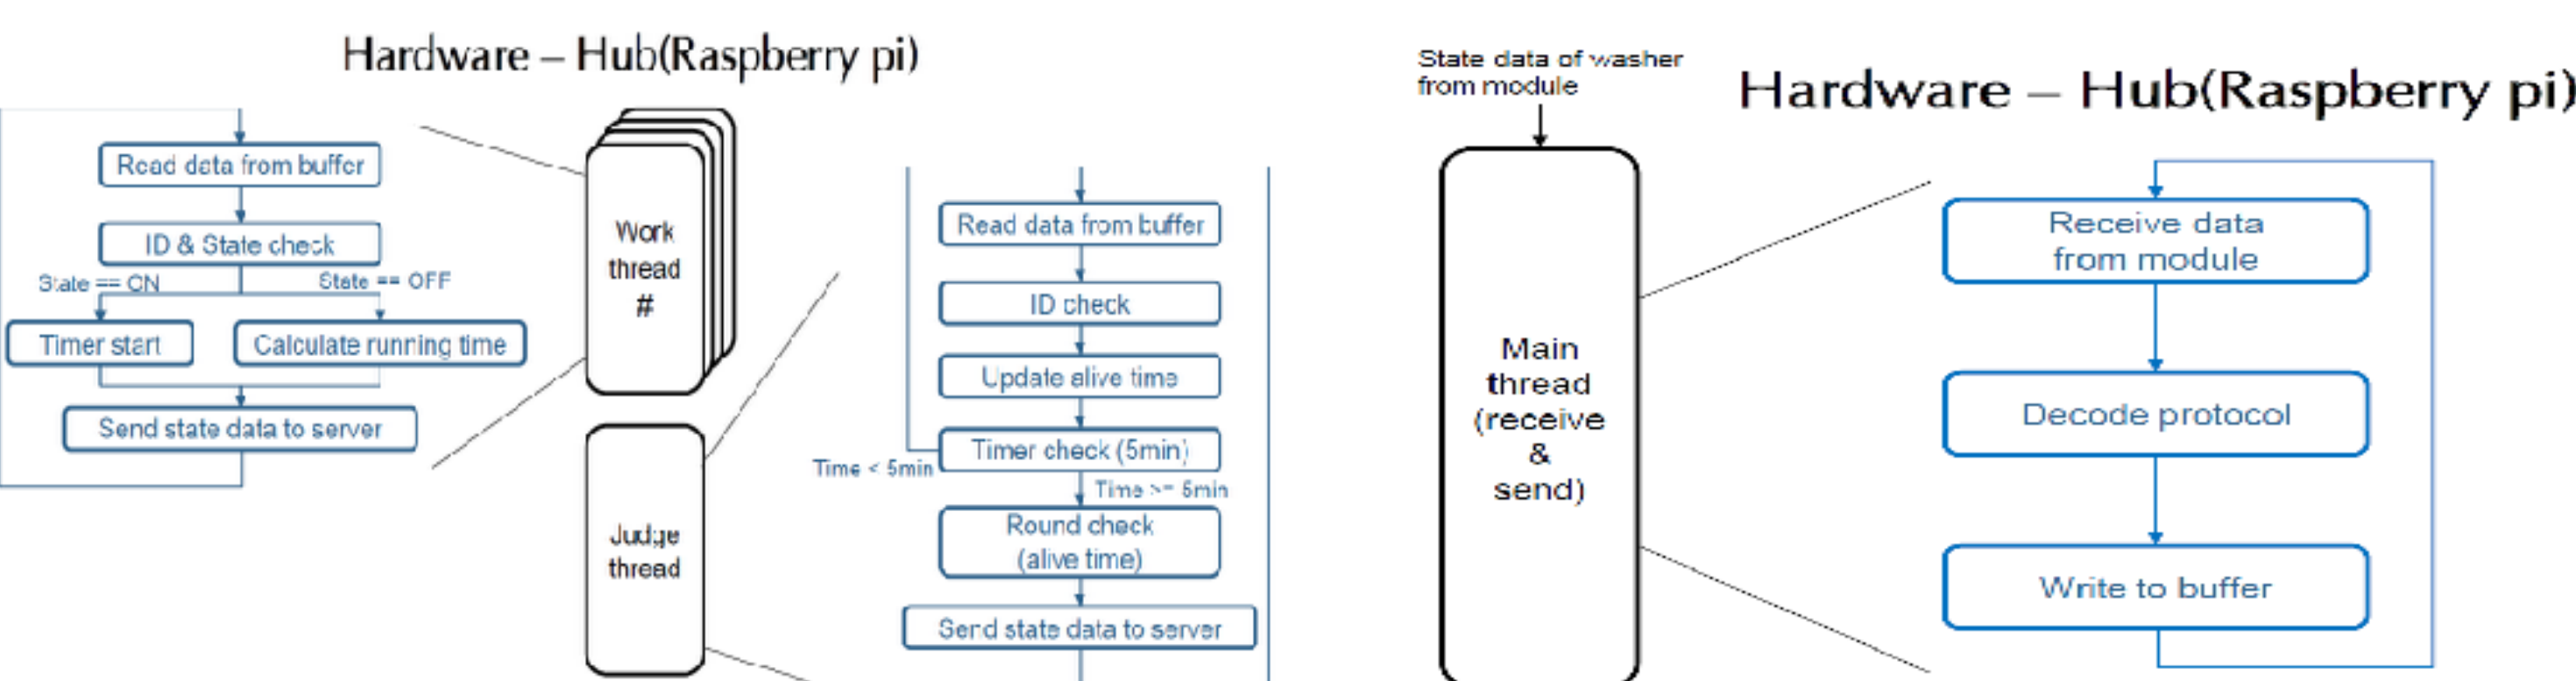 Hardware – Hub(Raspberry pi)
Read data from buffer
ID & State check
State == ON
State == OFF
Timer start
Calculate running time
Send state data to server
Work
thread
#
Judge
thread
Read data from buffer
ID check
Update alive time
Timer check (5min)
Time < 5min
Time >= 5min
Round check
(alive time)
Send state data to server
State data of washer
from module
Hardware – Hub(Raspberry pi)
Main
thread
(receive
&
send)
Receive data
from module
Decode protocol
Write to buffer